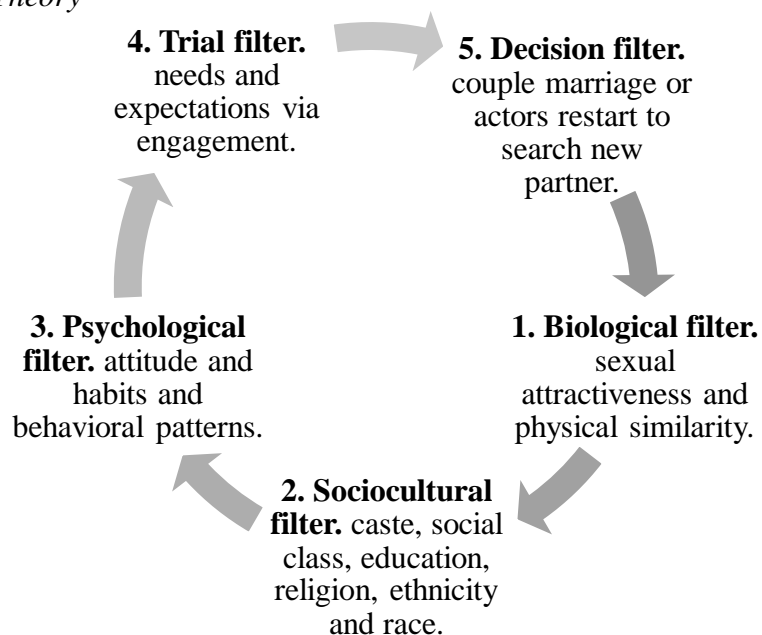 Theory
4. Trial filter.
needs and
expectations via
engagement.
5. Decision filter.
couple marriage or
actors restart to
search new
partner.
3. Psychological
filter. attitude and
habits and
behavioral patterns.
1. Biological filter.
sexual
attractiveness and
physical similarity.
2. Sociocultural
filter. caste, social
class, education,
religion, ethnicity
and race.